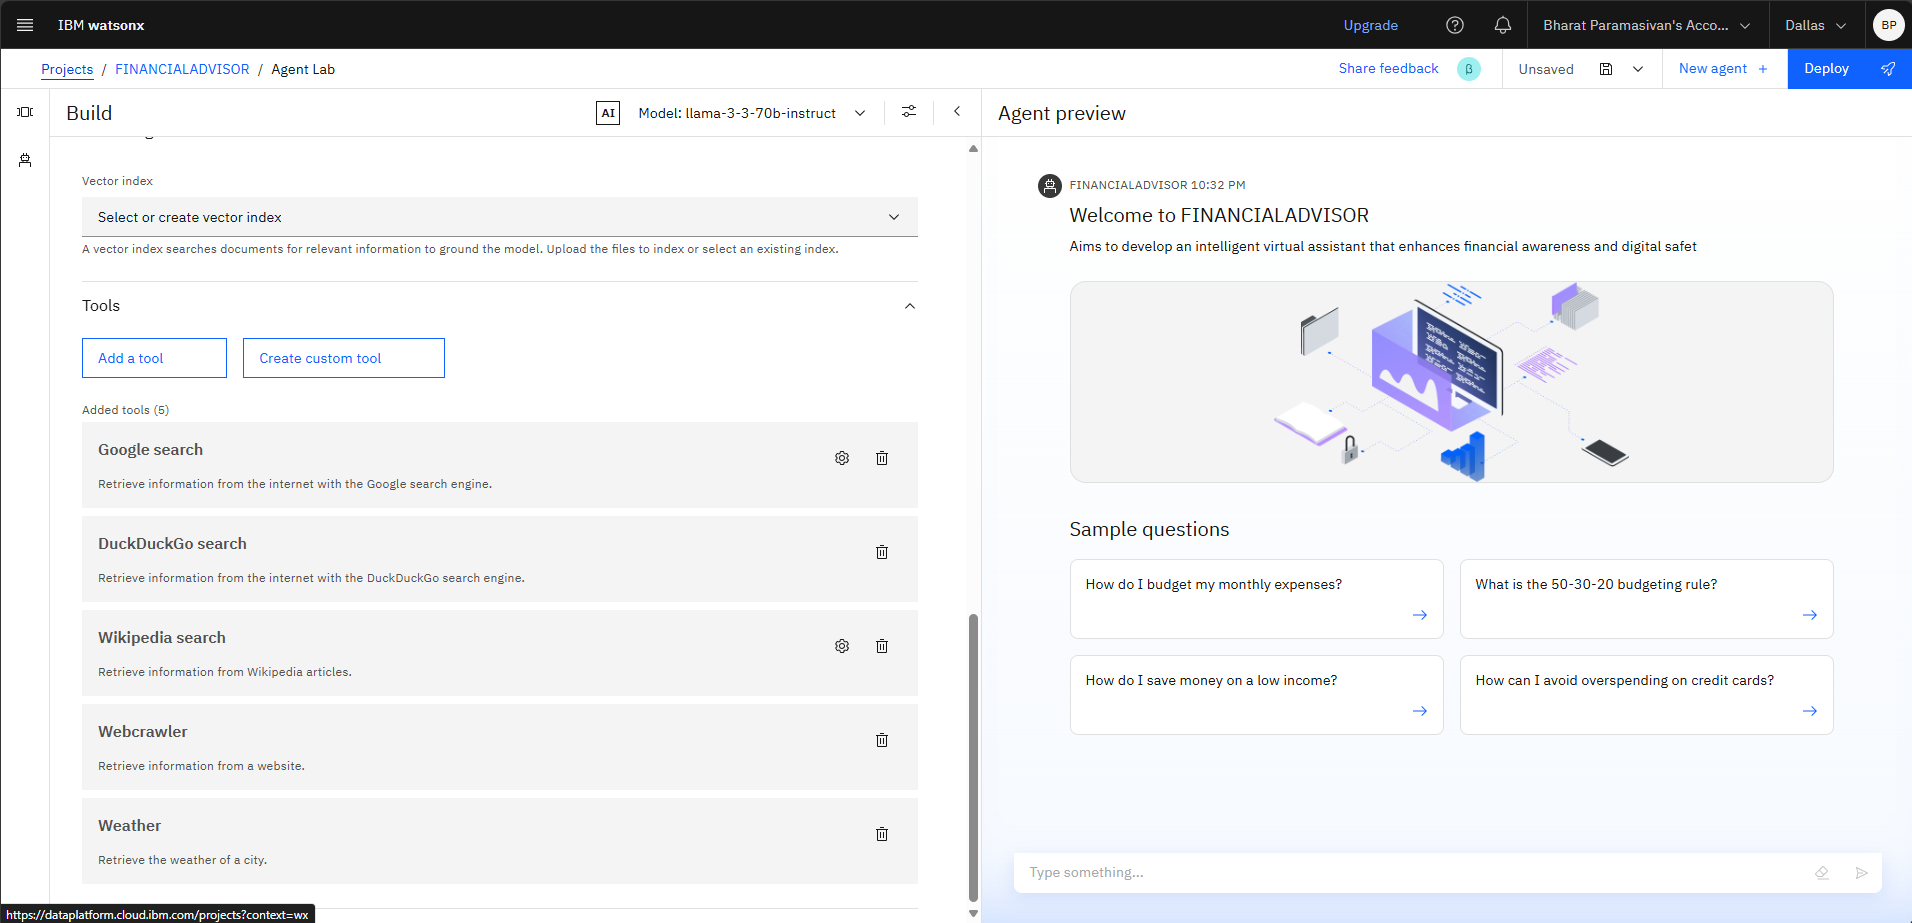 IBM watsonx
Upgrade
Bharat Paramasivan's Acco...
Dallas
BP
Projects / FINANCIALADVISOR / Agent Lab
Share feedback
β
Unsaved
New agent +
Deploy
Build
AI
Model: llama-3-3-70b-instruct
Vector index
Select or create vector index
A vector index searches documents for relevant information to ground the model. Upload the files to index or select an existing index.
Tools
Add a tool
Create custom tool
Added tools (5)
Google search
Retrieve information from the internet with the Google search engine.
DuckDuckGo search
Retrieve information from the internet with the DuckDuckGo search engine.
Wikipedia search
Retrieve information from Wikipedia articles.
Webcrawler
Retrieve information from a website.
Weather
Retrieve the weather of a city.
https://dataplatform.cloud.ibm.com/projects?context=wx
Agent preview
FINANCIALADVISOR 10:32 PM
Welcome to FINANCIALADVISOR
Aims to develop an intelligent virtual assistant that enhances financial awareness and digital safet
Sample questions
How do I budget my monthly expenses?
What is the 50-30-20 budgeting rule?
How do I save money on a low income?
How can I avoid overspending on credit cards?
Type something...